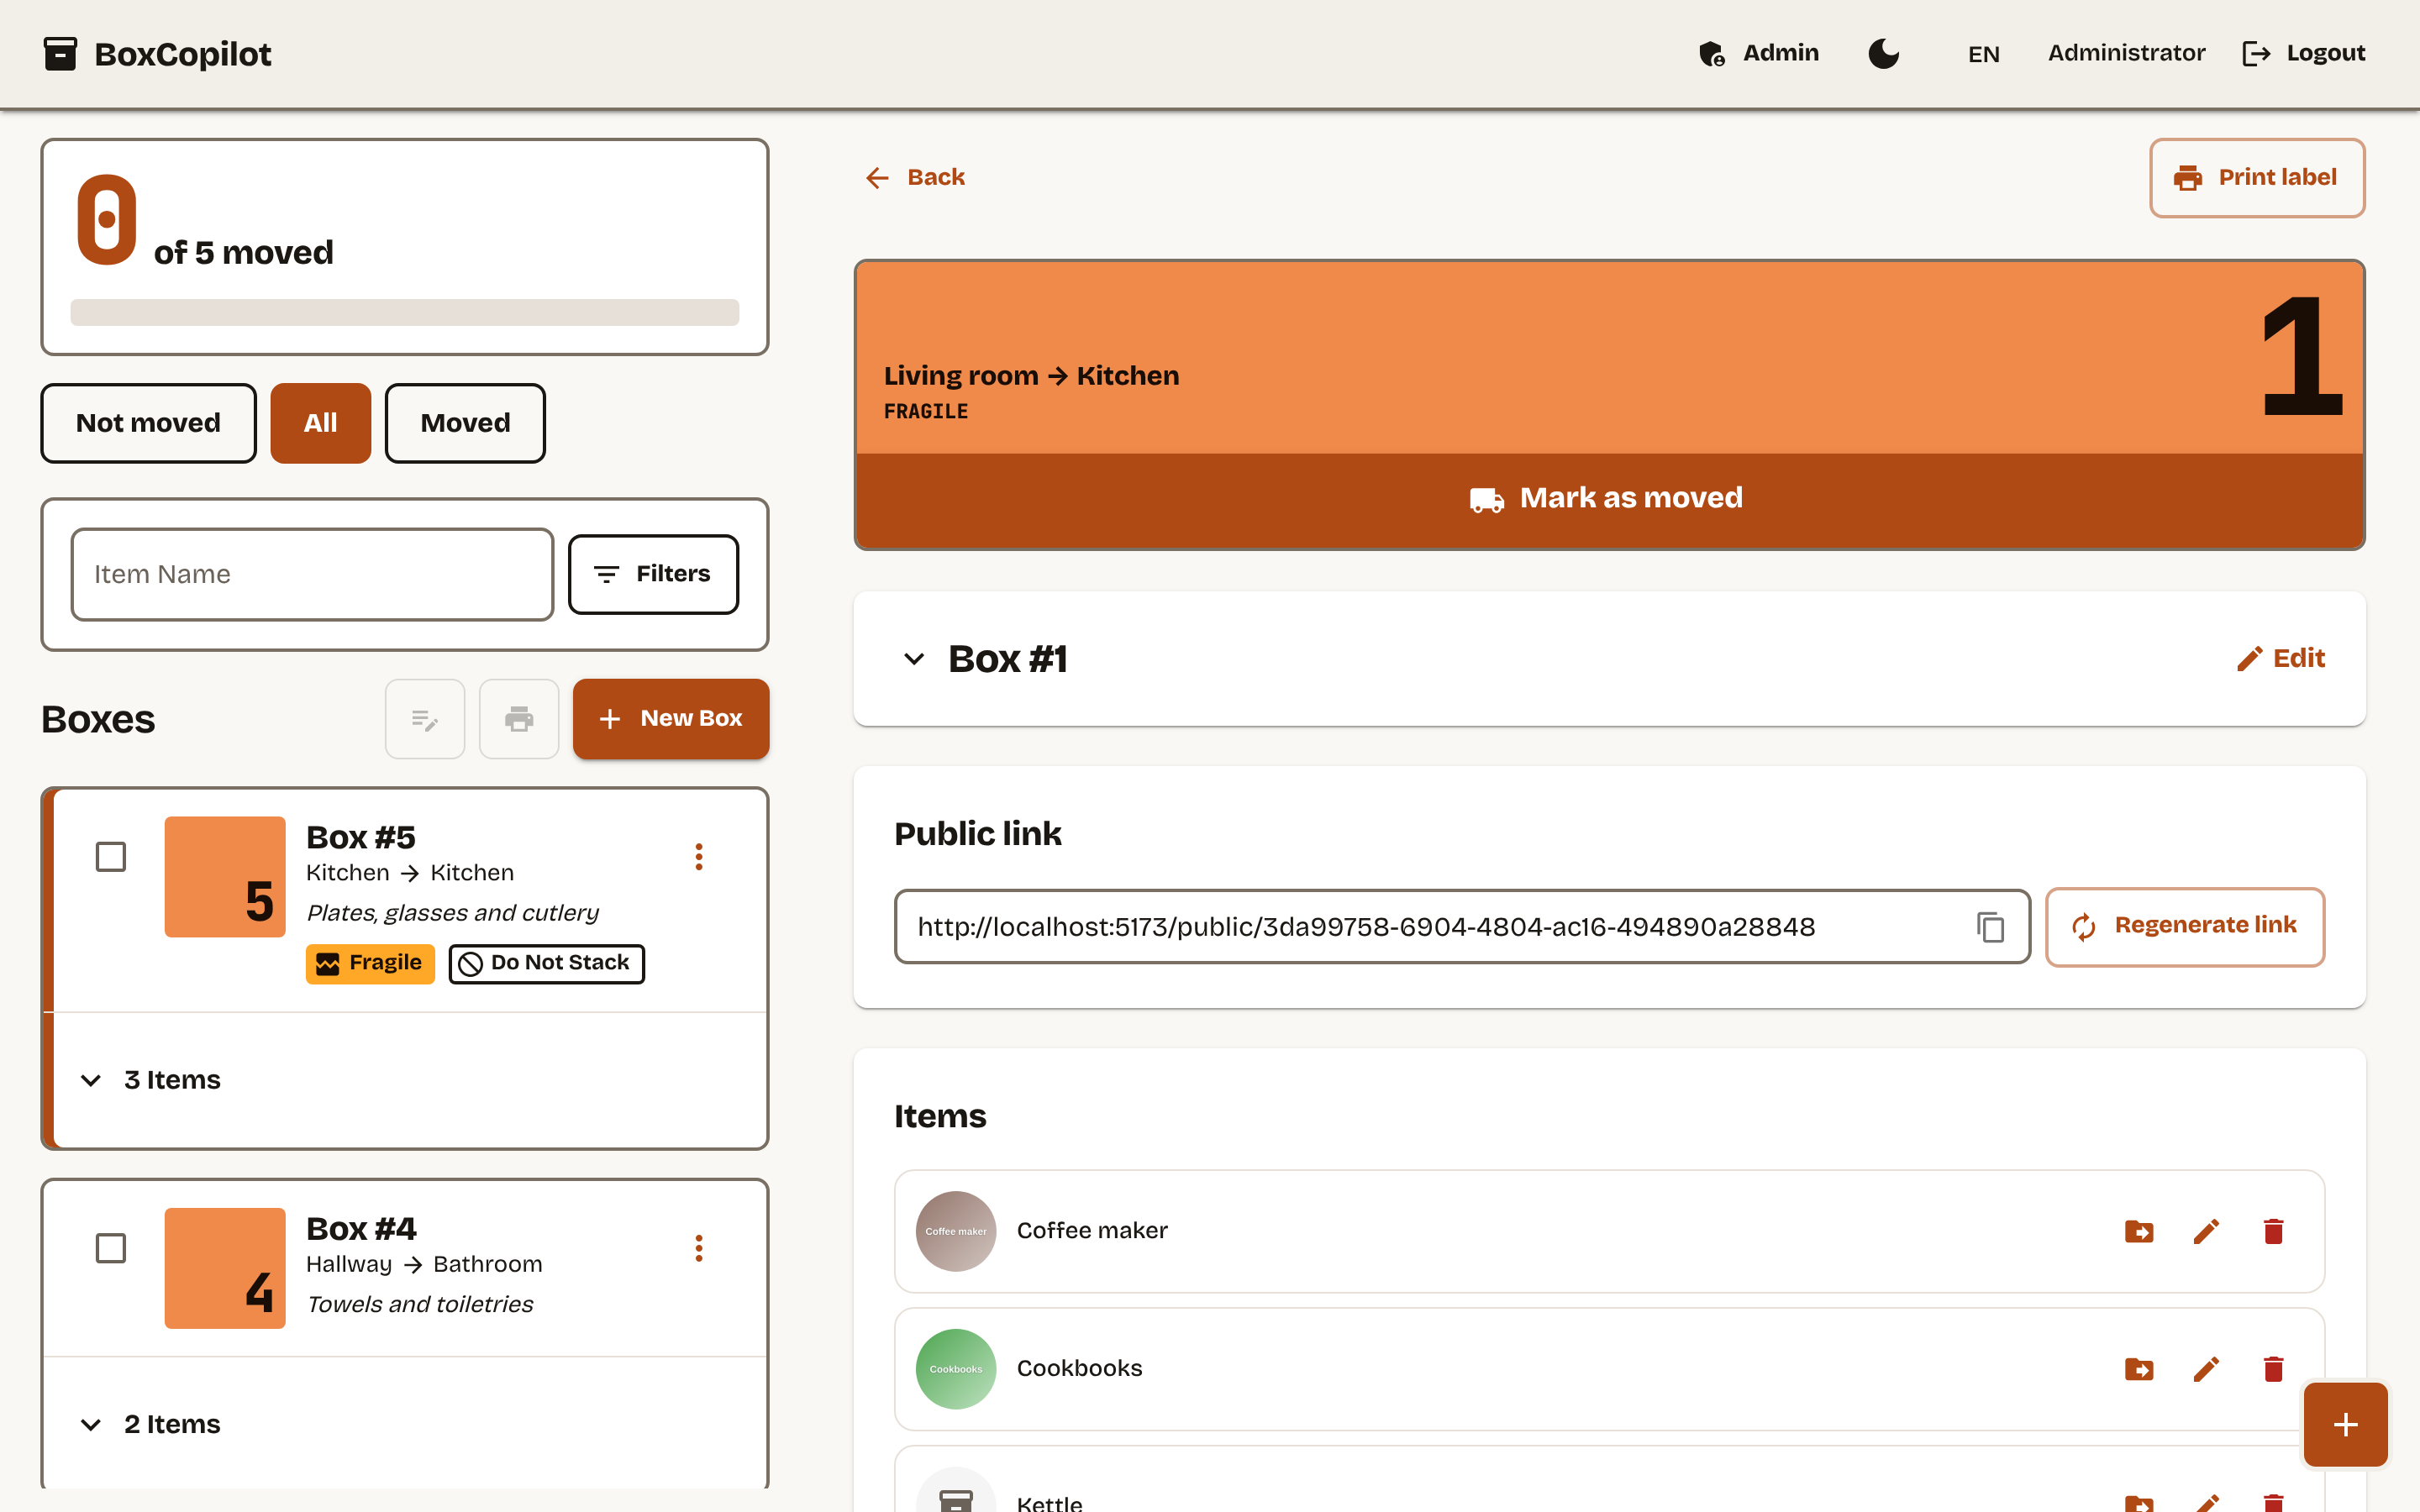 BoxCopilot
Admin
EN
Administrator
Logout
0 of 5 moved
Not moved
All
Moved
Item Name
Filters
Boxes
New Box
5
Box #5
Kitchen → Kitchen
Plates, glasses and cutlery
Fragile
Do Not Stack
3 Items
4
Box #4
Hallway → Bathroom
Towels and toiletries
2 Items
Back
Print label
1
Living room → Kitchen
FRAGILE
Mark as moved
Box #1
Edit
Public link
http://localhost:5173/public/3da99758-6904-4804-ac16-494890a28848
Regenerate link
Items
Coffee maker
Coffee maker
Cookbooks
Cookbooks
Kettle